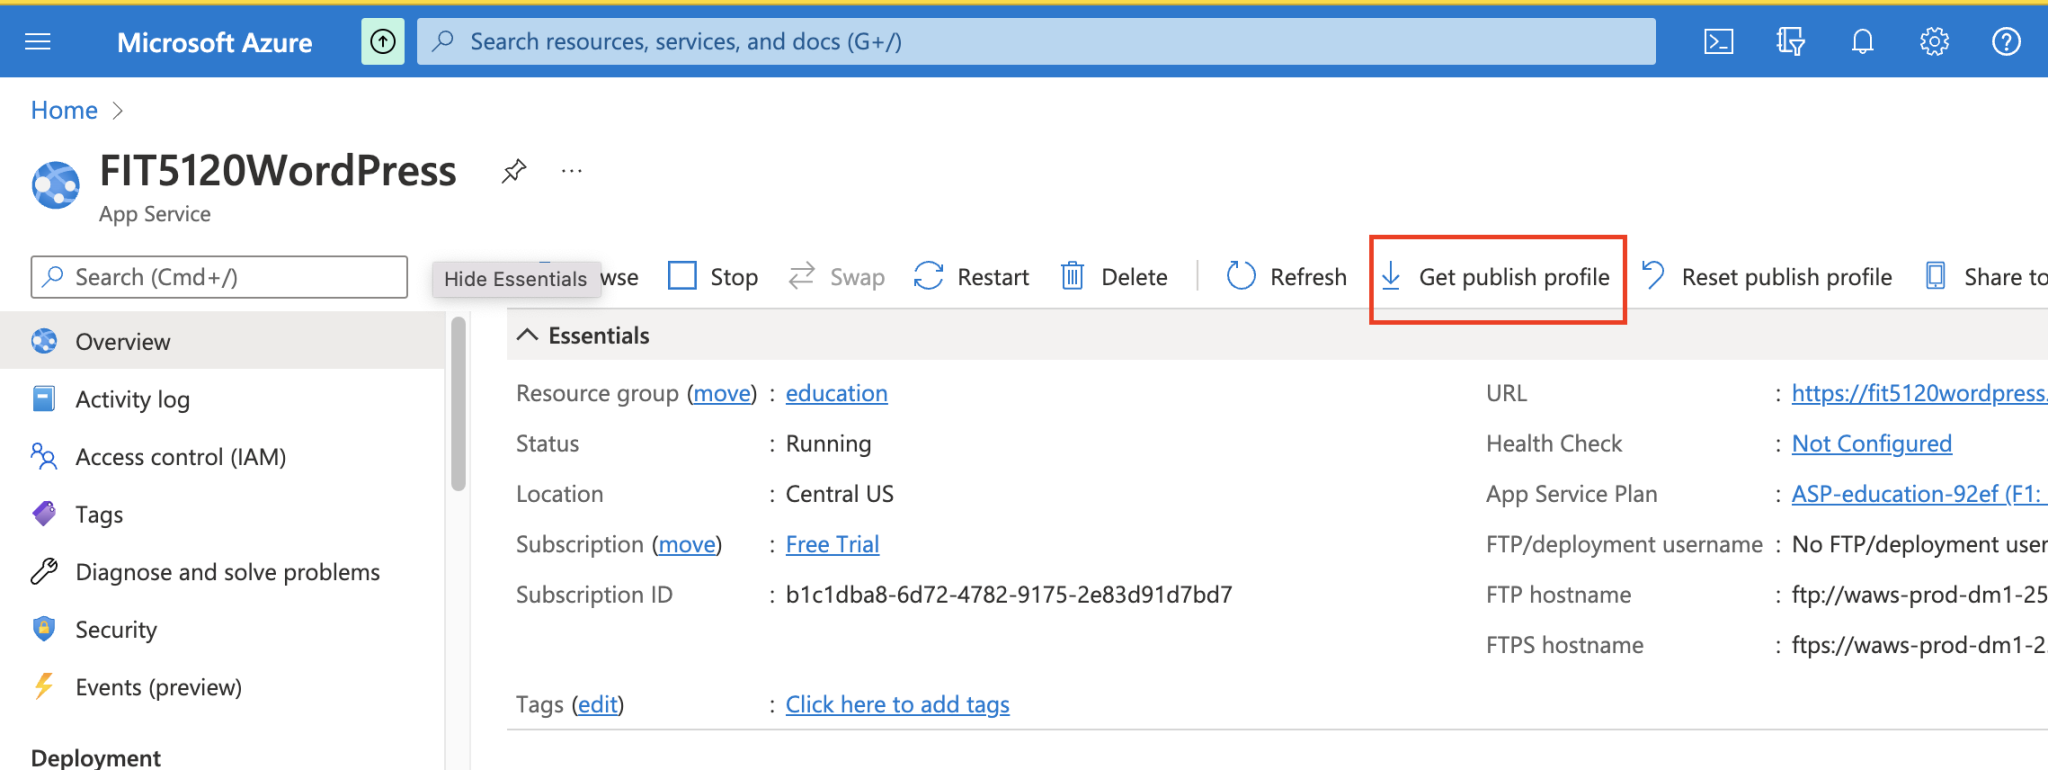 Microsoft Azure
Search resources, services, and docs (G+/)
Home
FIT5120WordPress
App Service
Search (Cmd+/)
Hide Essentials
wse
Stop
Swap
Restart
Delete
Refresh
Get publish profile
Reset publish profile
Share to
Overview
Activity log
Access control (IAM)
Tags
Diagnose and solve problems
Security
Events (preview)
Deployment
Essentials
Resource group (move) : education
Status : Running
Location : Central US
Subscription (move) : Free Trial
Subscription ID : b1c1dba8-6d72-4782-9175-2e83d91d7bd7
Tags (edit) : Click here to add tags
URL : https://fit5120wordpress.
Health Check : Not Configured
App Service Plan : ASP-education-92ef (F1:
FTP/deployment username : No FTP/deployment user
FTP hostname : ftp://waws-prod-dm1-25
FTPS hostname : ftps://waws-prod-dm1-2